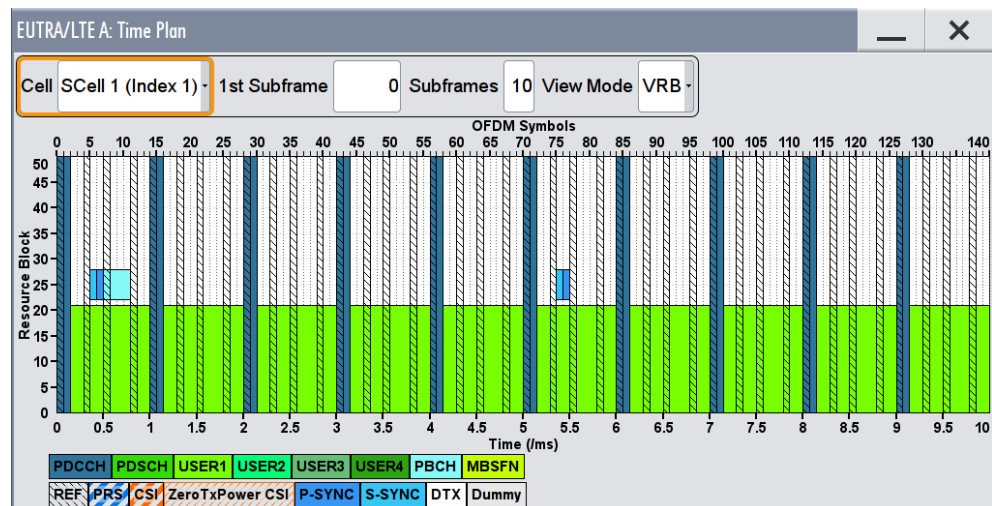 EUTRA/LTE A: Time Plan
Cell SCell 1 (Index 1) 1st Subframe 0 Subframes 10 View Mode VRB
OFDM Symbols
0 5 10 15 20 25 30 35 40 45 50 55 60 65 70 75 80 85 90 95 100 105 110 115 120 125 130 140
Resource Block
50
45
40
35
30
25
20
15
10
5
0
0 0.5 1 1.5 2 2.5 3 3.5 4 4.5 5 5.5 6 6.5 7 7.5 8 8.5 9 9.5 10
Time (/ms)
PDCCH PDSCH USER1 USER2 USER3 USER4 PBCH MBSFN
REF PRS CSI ZeroTxPower CSI P-SYNC S-SYNC DTX Dummy